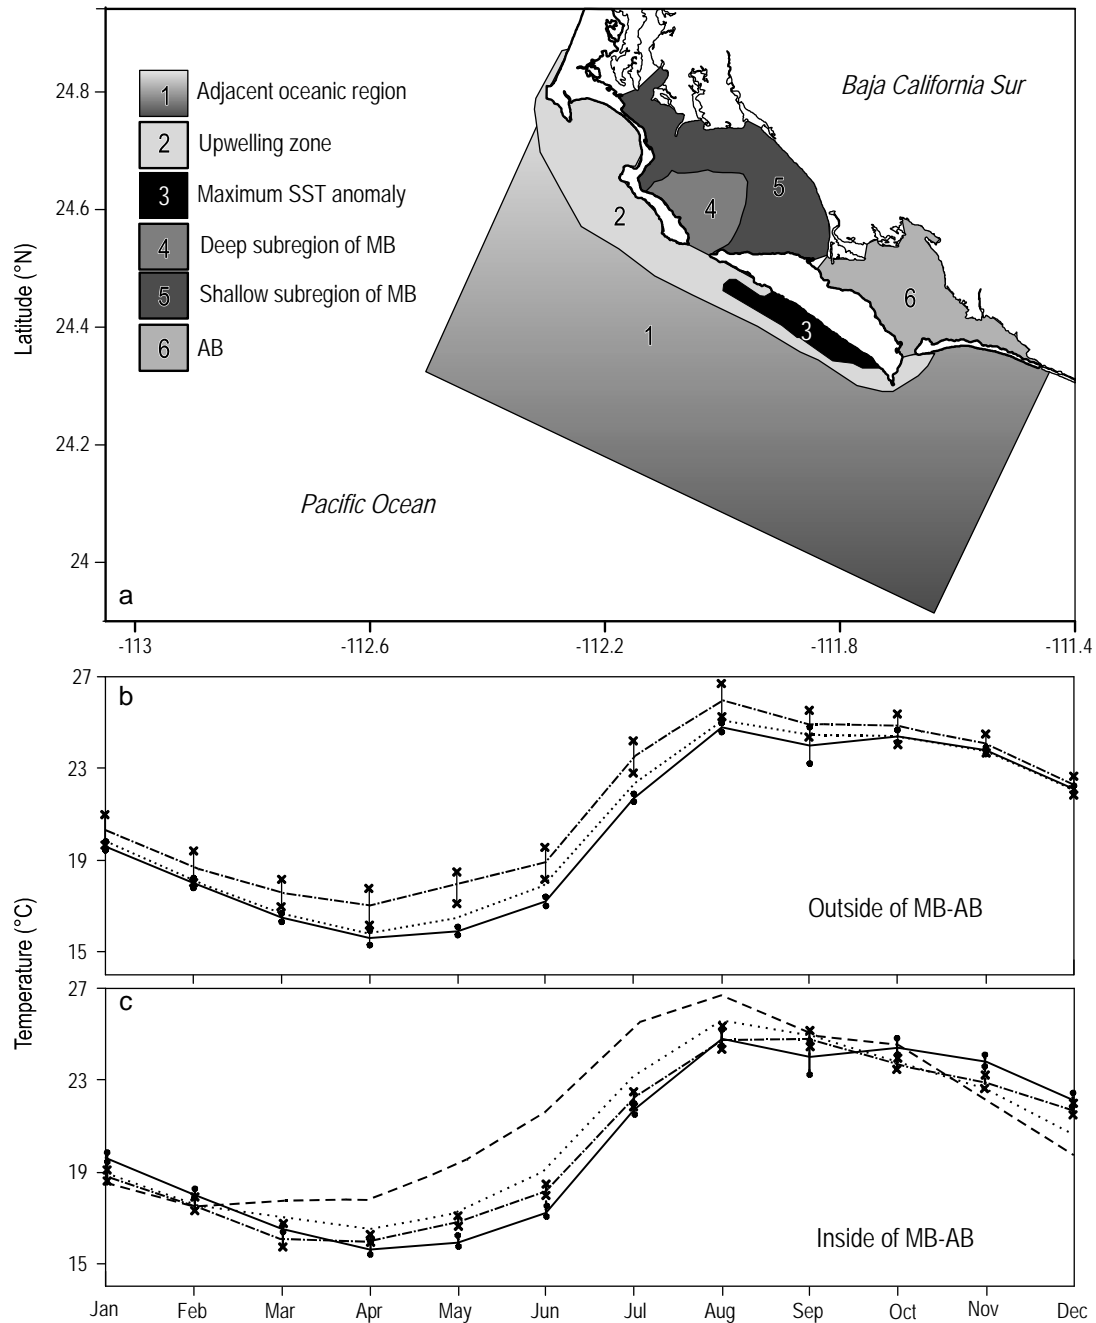 24.8
24.6
24.4
24.2
24
Latitude (°N)
1 Adjacent oceanic region
2 Upwelling zone
3 Maximum SST anomaly
4 Deep subregion of MB
5 Shallow subregion of MB
6 AB
Baja California Sur
5
4
2
6
3
1
Pacific Ocean
a
-113 -112.6 -112.2 -111.8 -111.4
27
23
19
15
b
Outside of MB-AB
Temperature (°C)
27
23
19
15
c
Inside of MB-AB
Jan Feb Mar Apr May Jun Jul Aug Sep Oct Nov Dec